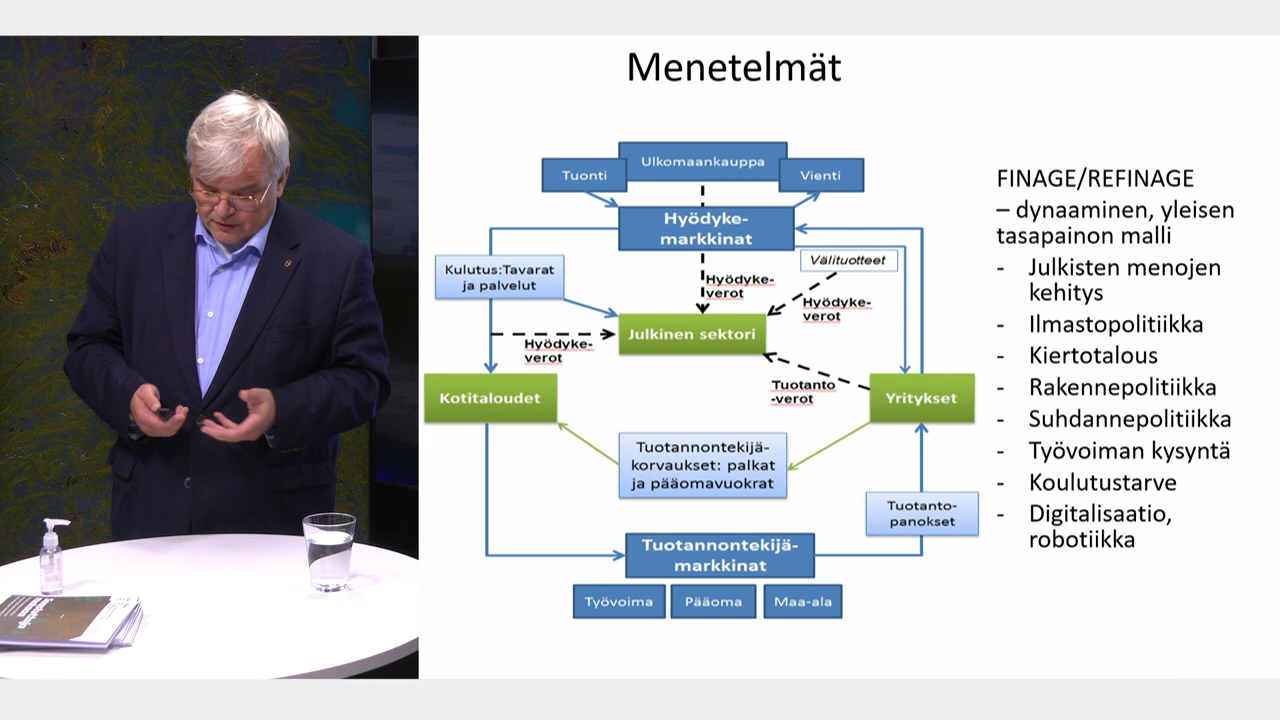 Menetelmät
Ulkomaankauppa
Tuonti
Vienti
Hyödyke-
markkinat
Kulutus:Tavarat
ja palvelut
Välituotteet
Hyödyke-
verot
Hyödyke-
verot
Julkinen sektori
Hyödyke-
verot
Tuotanto
-verot
Kotitaloudet
Yritykset
Tuotannontekijä-
korvaukset: palkat
ja pääomavuokrat
Tuotanto-
panokset
Tuotannontekijä-
markkinat
Työvoima
Pääoma
Maa-ala
FINAGE/REFINAGE
– dynaaminen, yleisen
tasapainon malli
- Julkisten menojen
kehitys
- Ilmastopolitiikka
- Kiertotalous
- Rakennepolitiikka
- Suhdannepolitiikka
- Työvoiman kysyntä
- Koulutustarve
- Digitalisaatio,
robotiikka